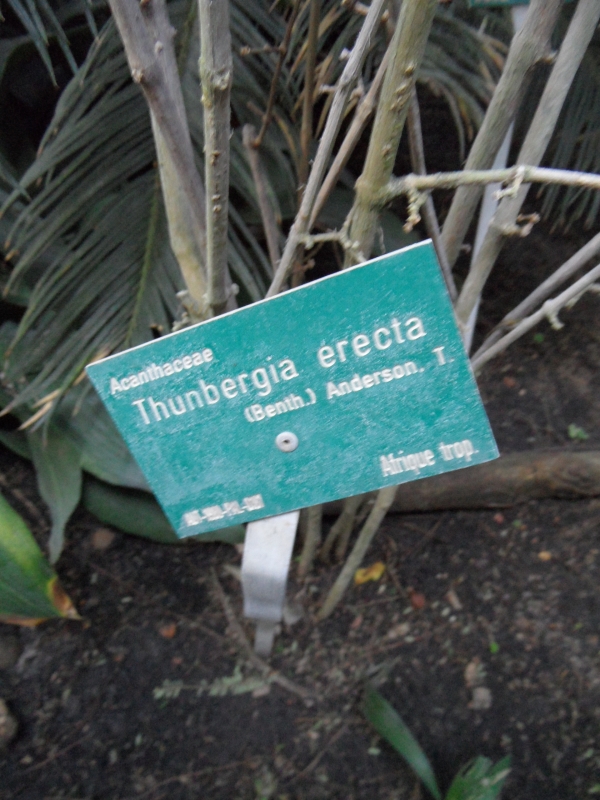 Acanthaceae
Thunbergia erecta
(Benth.) Anderson, T.
Afrique trop.